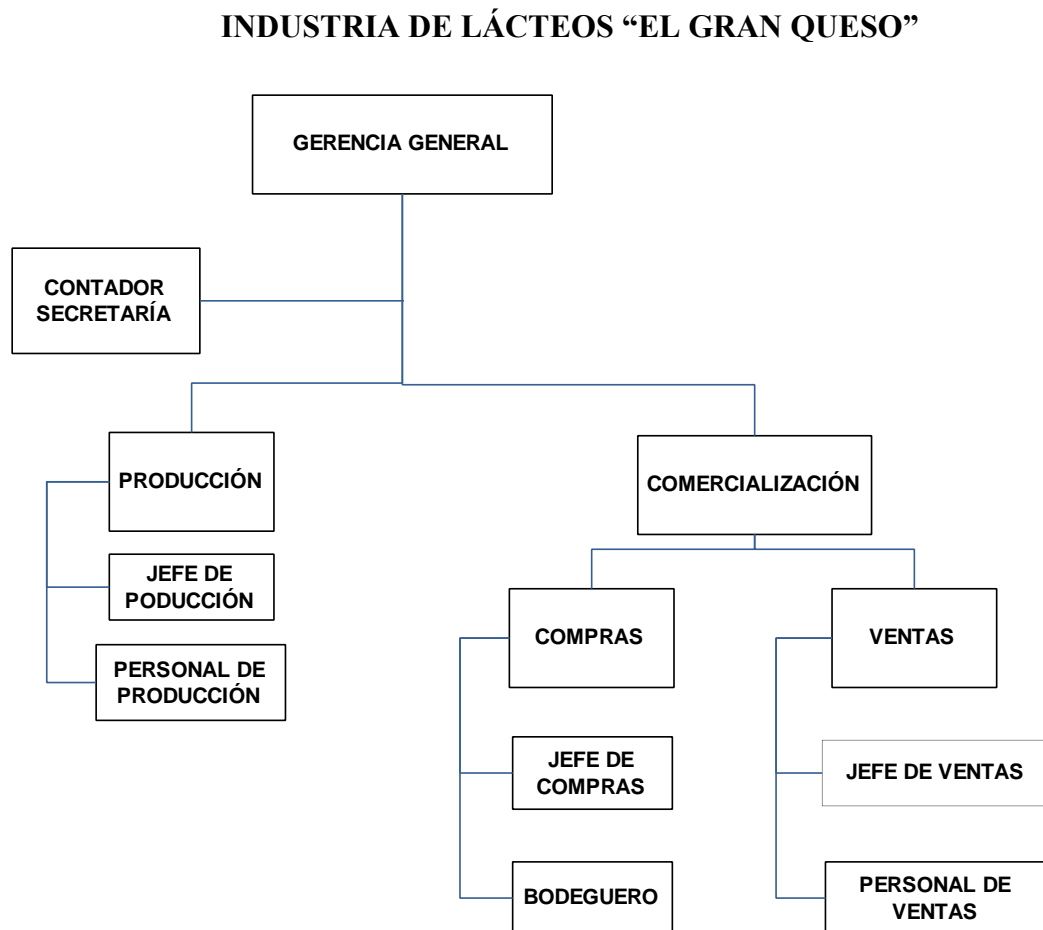 INDUSTRIA DE LÁCTEOS “EL GRAN QUESO”
GERENCIA GENERAL
CONTADOR
SECRETARÍA
PRODUCCIÓN
JEFE DE
PODUCCIÓN
PERSONAL DE
PRODUCCIÓN
COMERCIALIZACIÓN
COMPRAS
JEFE DE
COMPRAS
BODEGUERO
VENTAS
JEFE DE VENTAS
PERSONAL DE
VENTAS